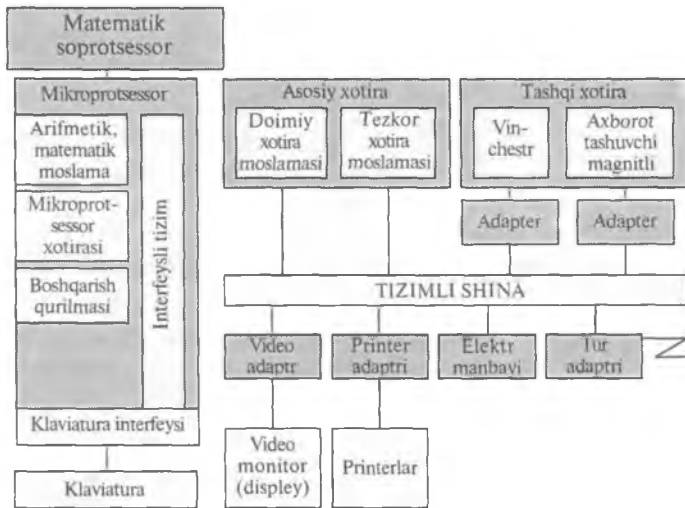 Matematik
soprotsessor
Mikroprotsessor
Arifmetik,
matematik
moslama
Mikroprot-
sessor
xotirasi
Boshqarish
qurilmasi
Interfeysli tizim
Klaviatura interfeysi
Klaviatura
Asosiy xotira
Doimiy
xotira
moslamasi
Tezkor
xotira
moslamasi
Tashqi xotira
Vin-
chestr
Axborot
tashuvchi
magnitli
Adapter
Adapter
TIZIMLI SHINA
Video
adaptr
Printer
adaptri
Elektr
manbayi
Tur
adaptri
Video
monitor
(displey)
Printerlar